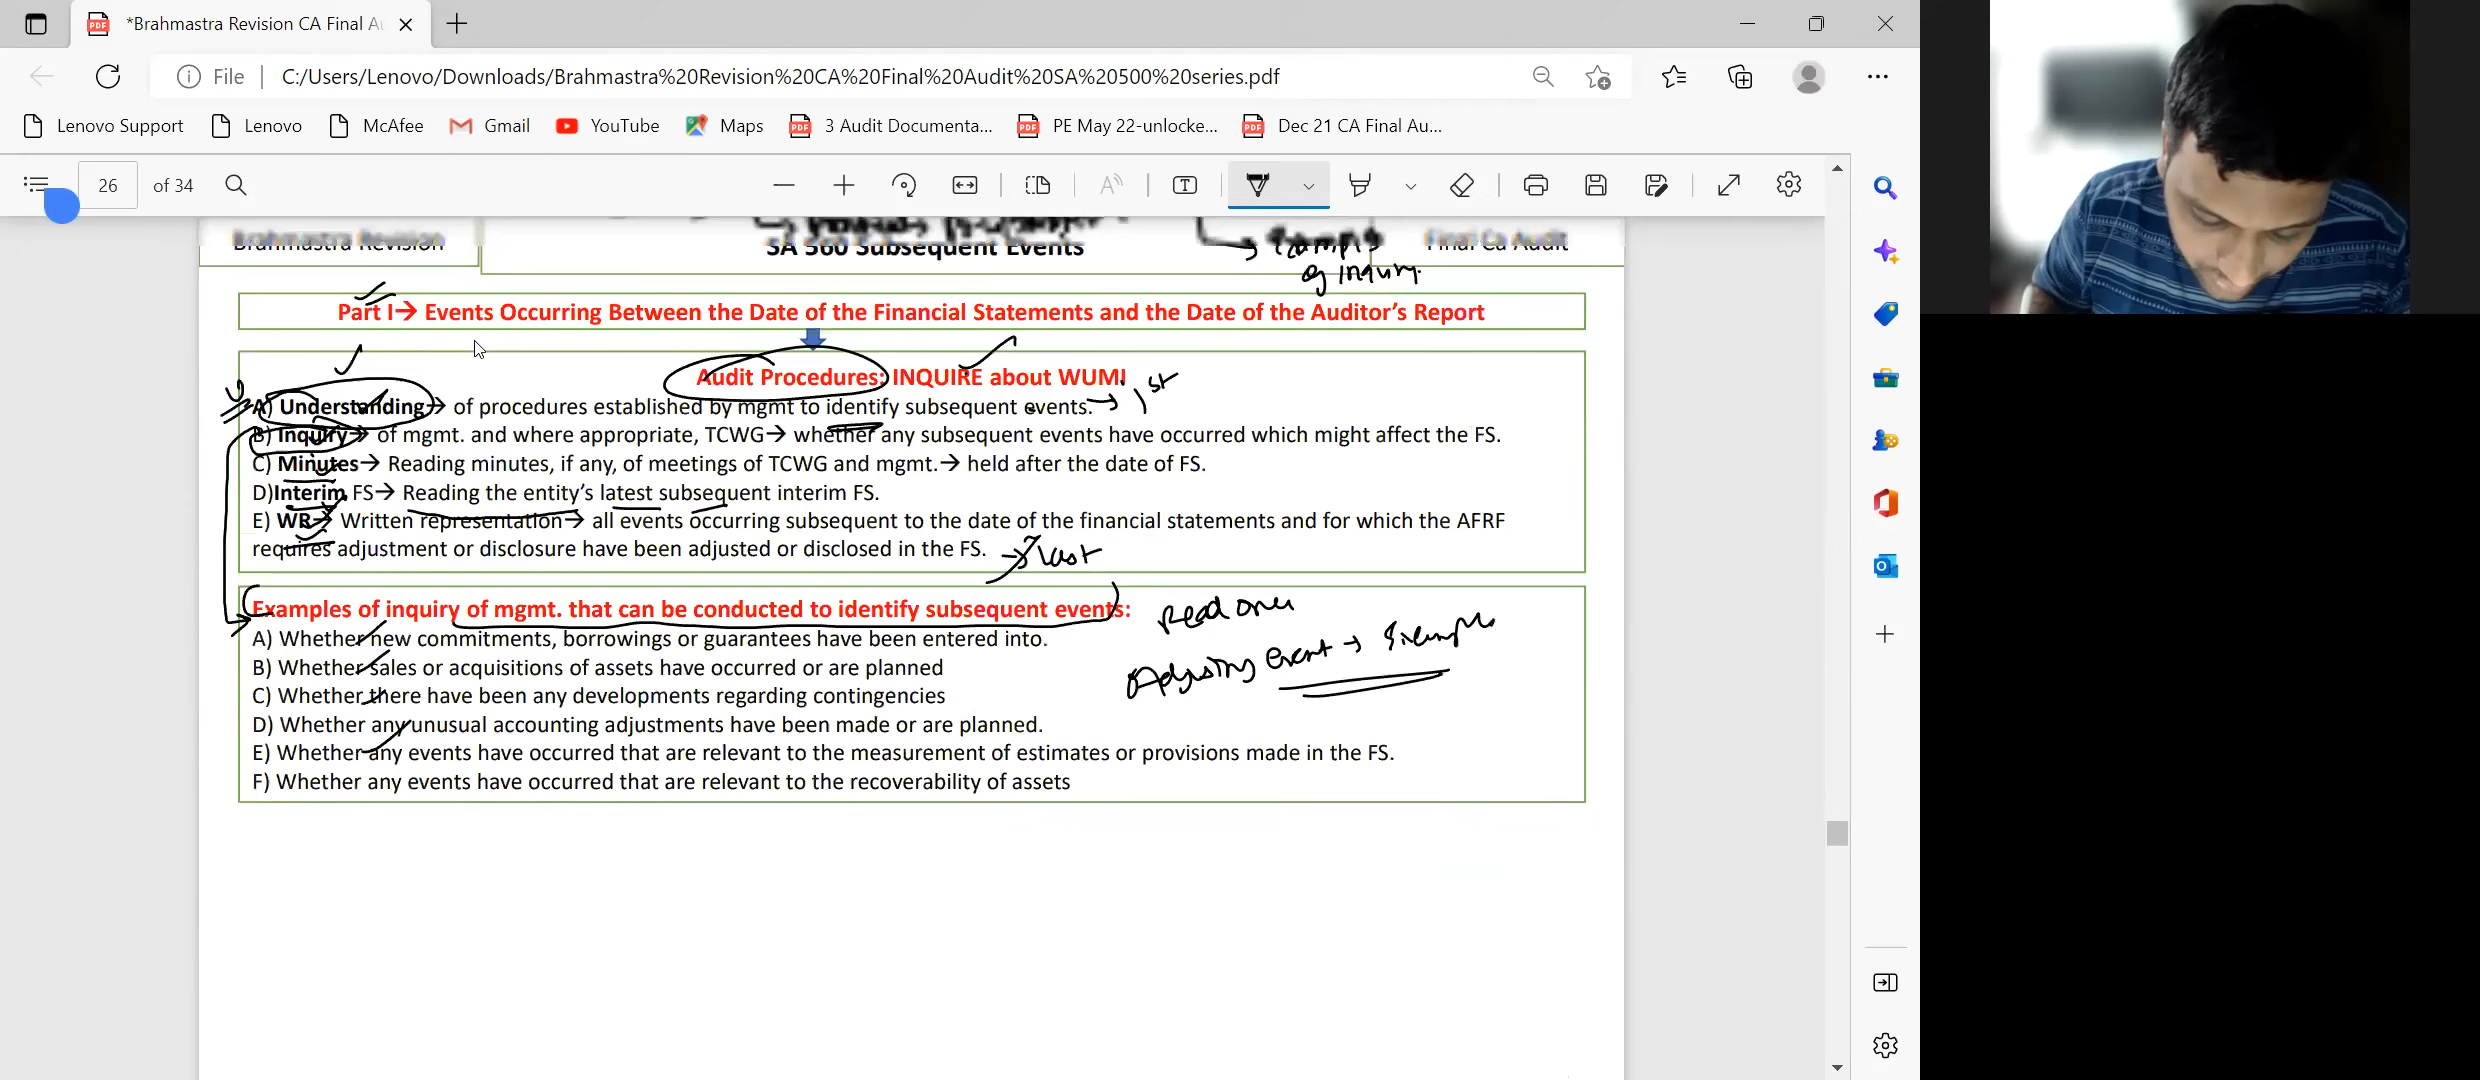 *Brahmastra Revision CA Final Au
File | C:/Users/Lenovo/Downloads/Brahmastra%20Revision%20CA%20Final%20Audit%20SA%20500%20series.pdf
Lenovo Support Lenovo McAfee Gmail YouTube Maps 3 Audit Documenta... PE May 22-unlocke... Dec 21 CA Final Au...
26 of 34
Brahmastra Revision SA 560 Subsequent Events Final Ca Audit
of inquiry.
Part I→ Events Occurring Between the Date of the Financial Statements and the Date of the Auditor's Report
Audit Procedures: INQUIRE about WUMI
A) Understanding→ of procedures established by mgmt to identify subsequent events. → 1st
B) Inquiry→ of mgmt. and where appropriate, TCWG→ whether any subsequent events have occurred which might affect the FS.
C) Minutes→ Reading minutes, if any, of meetings of TCWG and mgmt.→ held after the date of FS.
D)Interim FS→ Reading the entity's latest subsequent interim FS.
E) WR→ Written representation→ all events occurring subsequent to the date of the financial statements and for which the AFRF
requires adjustment or disclosure have been adjusted or disclosed in the FS. → last
Examples of inquiry of mgmt. that can be conducted to identify subsequent events: Read once
A) Whether new commitments, borrowings or guarantees have been entered into.
Adjusting event →
B) Whether sales or acquisitions of assets have occurred or are planned
C) Whether there have been any developments regarding contingencies
D) Whether any unusual accounting adjustments have been made or are planned.
E) Whether any events have occurred that are relevant to the measurement of estimates or provisions made in the FS.
F) Whether any events have occurred that are relevant to the recoverability of assets